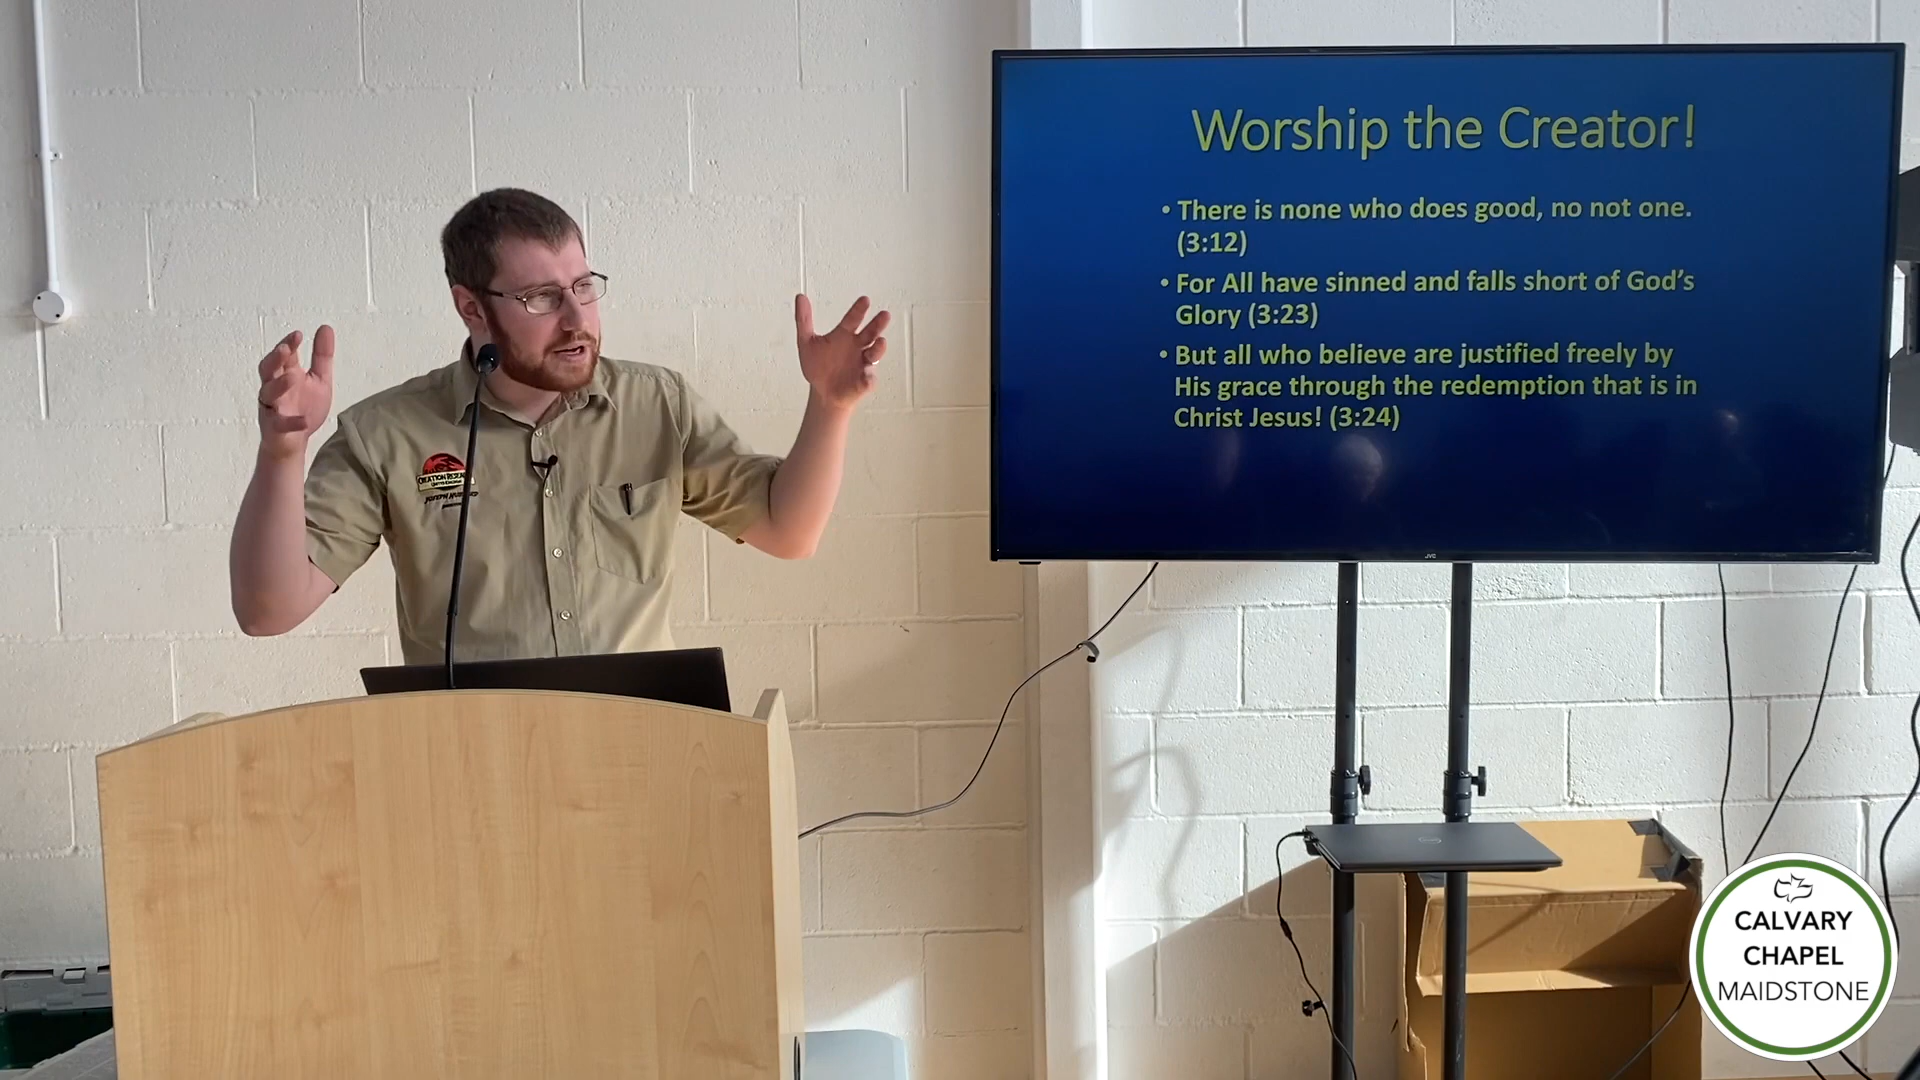 Worship the Creator!
• There is none who does good, no not one.
(3:12)
• For All have sinned and falls short of God's
Glory (3:23)
• But all who believe are justified freely by
His grace through the redemption that is in
Christ Jesus! (3:24)
JVC
CALVARY
CHAPEL
MAIDSTONE